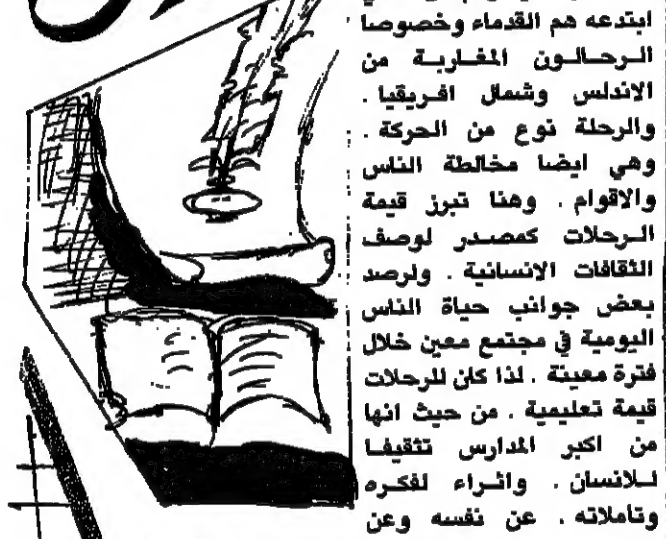 ابتدعه هم القدماء وخصوصا
الرحالون المغاربة من
الاندلس وشمال افريقيا .
والرحلة نوع من الحركة .
وهي ايضا مخالطة الناس
والاقوام . وهنا تبرز قيمة
الرحلات كمصدر لوصف
الثقافات الانسانية . ولرصد
بعض جوانب حياة الناس
اليومية في مجتمع معين خلال
فترة معينة . لذا كان للرحلات
قيمة تعليمية . من حيث انها
من اكبر المدارس تثقيفا
للانسان . واثراء لفكره
وتاملاته . عن نفسه وعن